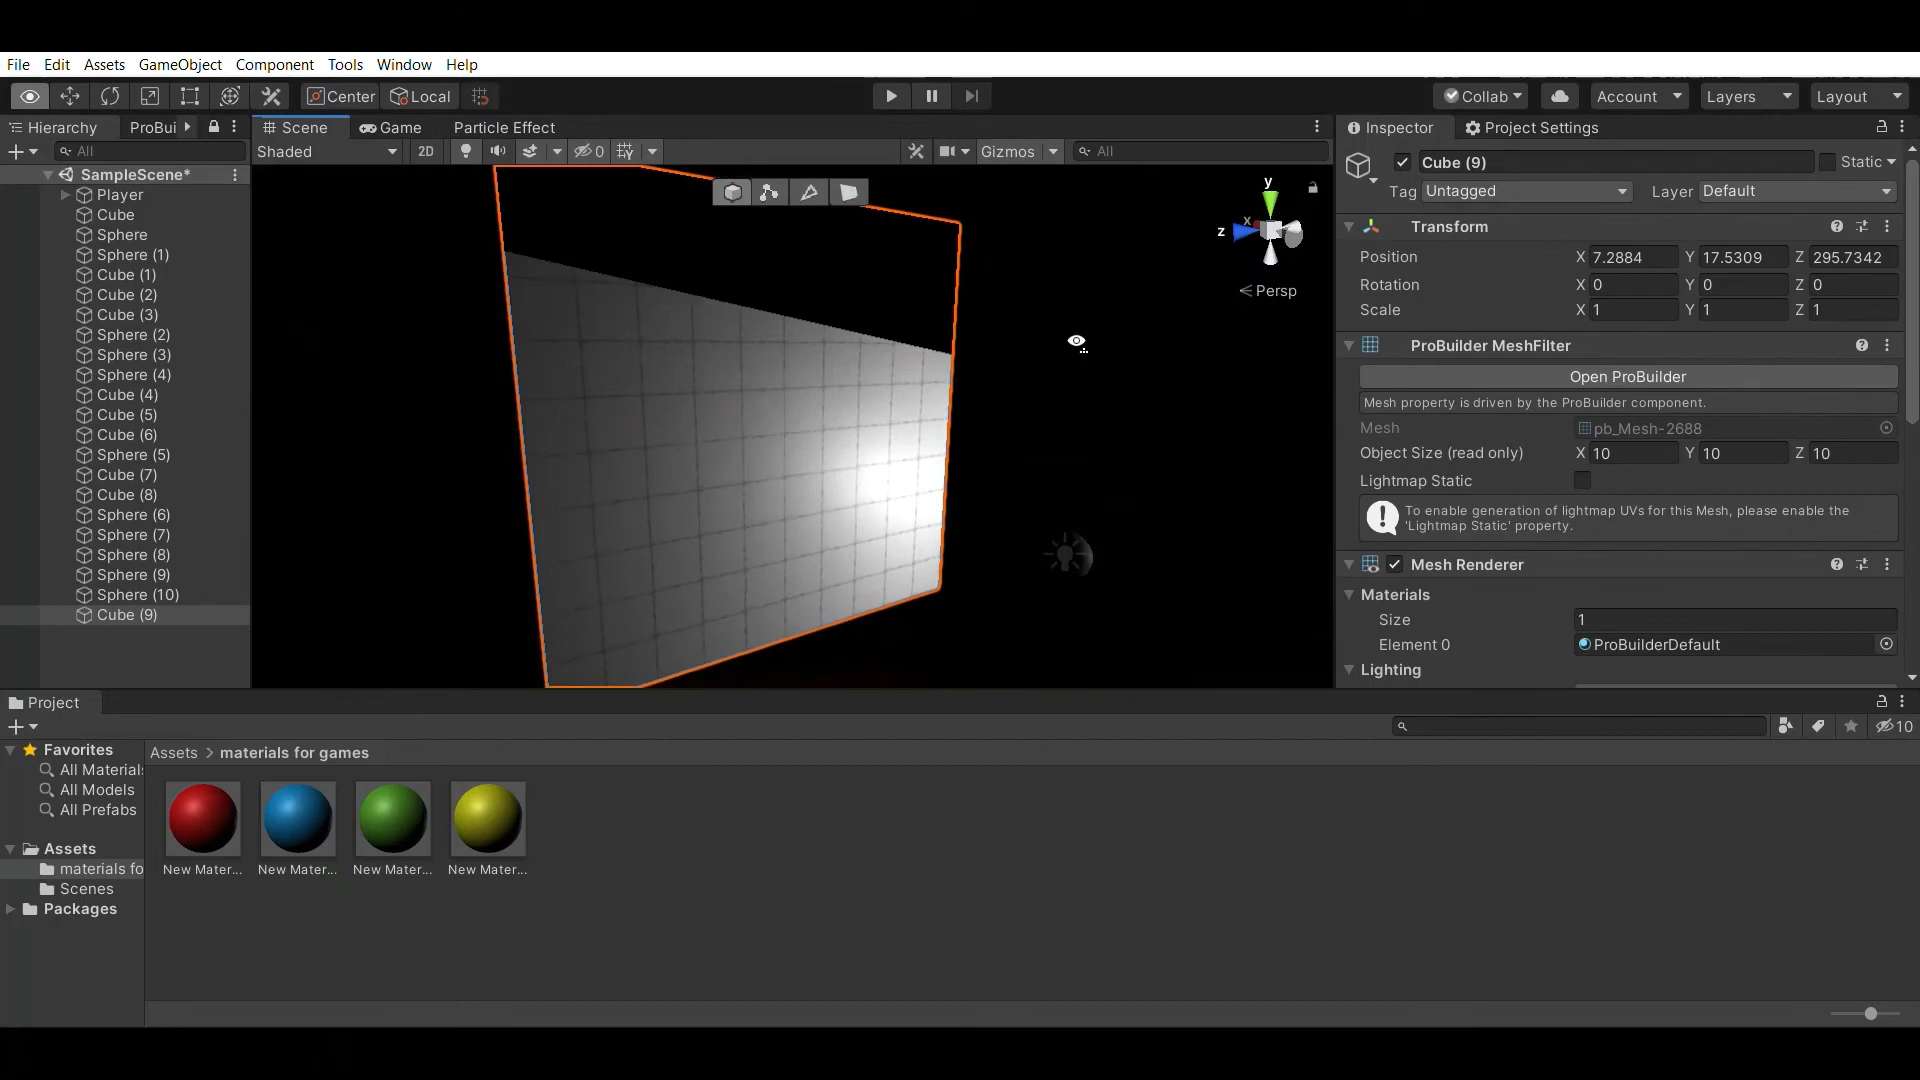 File Edit Assets GameObject Component Tools Window Help
Center Local Collab Account Layers Layout
Hierarchy ProBui Scene Game Particle Effect Inspector Project Settings
All Shaded 2D 0 Gizmos All
SampleScene*
Player
Cube
Sphere
Sphere (1)
Cube (1)
Cube (2)
Cube (3)
Sphere (2)
Sphere (3)
Sphere (4)
Cube (4)
Cube (5)
Cube (6)
Sphere (5)
Cube (7)
Cube (8)
Sphere (6)
Sphere (7)
Sphere (8)
Sphere (9)
Sphere (10)
Cube (9)
y
x
z
Persp
Cube (9) Static
Tag Untagged Layer Default
Transform
Position X 7.2884 Y 17.5309 Z 295.7342
Rotation X 0 Y 0 Z 0
Scale X 1 Y 1 Z 1
ProBuilder MeshFilter
Open ProBuilder
Mesh property is driven by the ProBuilder component.
Mesh pb_Mesh-2688
Object Size (read only) X 10 Y 10 Z 10
Lightmap Static
To enable generation of lightmap UVs for this Mesh, please enable the
'Lightmap Static' property.
Mesh Renderer
Materials
Size 1
Element 0 ProBuilderDefault
Lighting
Project
10
Favorites
All Material
All Models
All Prefabs
Assets
materials fo
Scenes
Packages
Assets > materials for games
New Mater... New Mater... New Mater... New Mater...